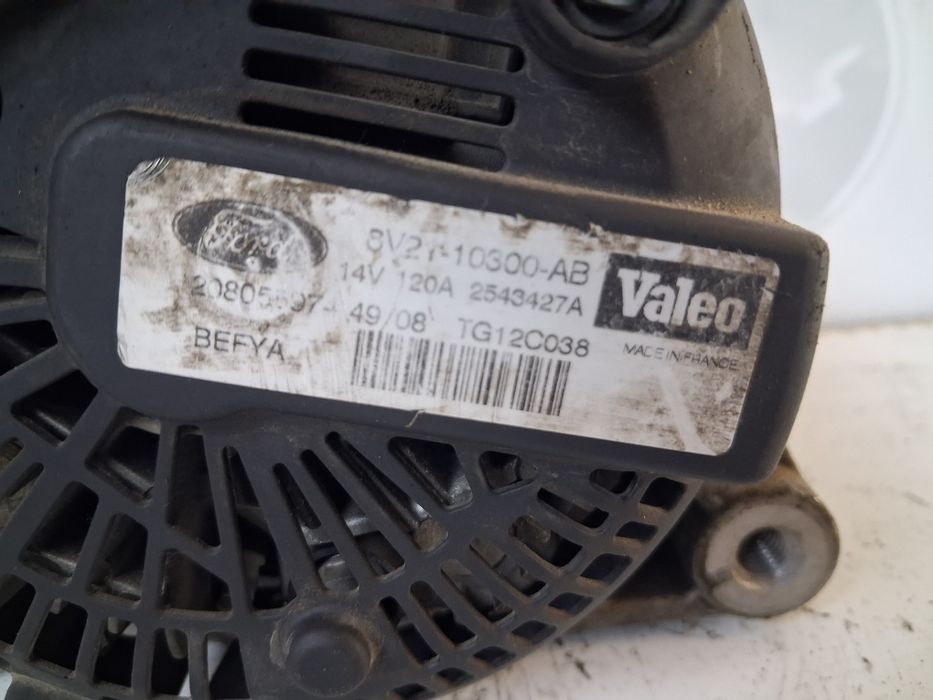 Ford
8V21-10300-AB
14V 120A 2543427A
49/08 TG12C038
BEFYA
Valeo
MADE IN FRANCE